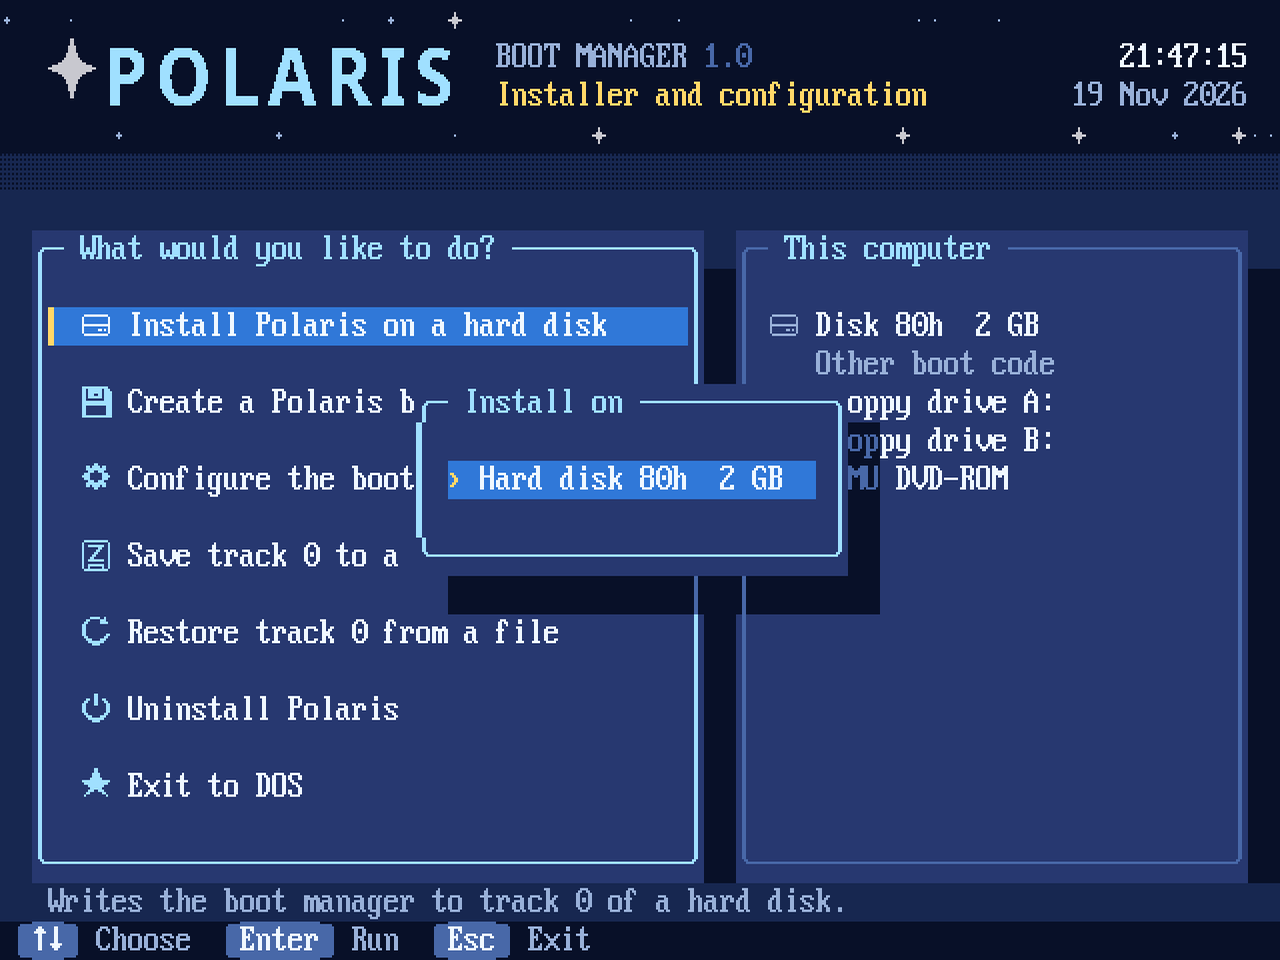 POLARIS
BOOT MANAGER 1.0
Installer and configuration
21:47:15
19 Nov 2026
What would you like to do?
Install Polaris on a hard disk
Create a Polaris b
Configure the boot
Save track 0 to a
Restore track 0 from a file
Uninstall Polaris
Exit to DOS
Install on
› Hard disk 80h 2 GB
This computer
Disk 80h 2 GB
Other boot code
oppy drive A:
oppy drive B:
MU DVD-ROM
Writes the boot manager to track 0 of a hard disk.
↑↓ Choose Enter Run Esc Exit